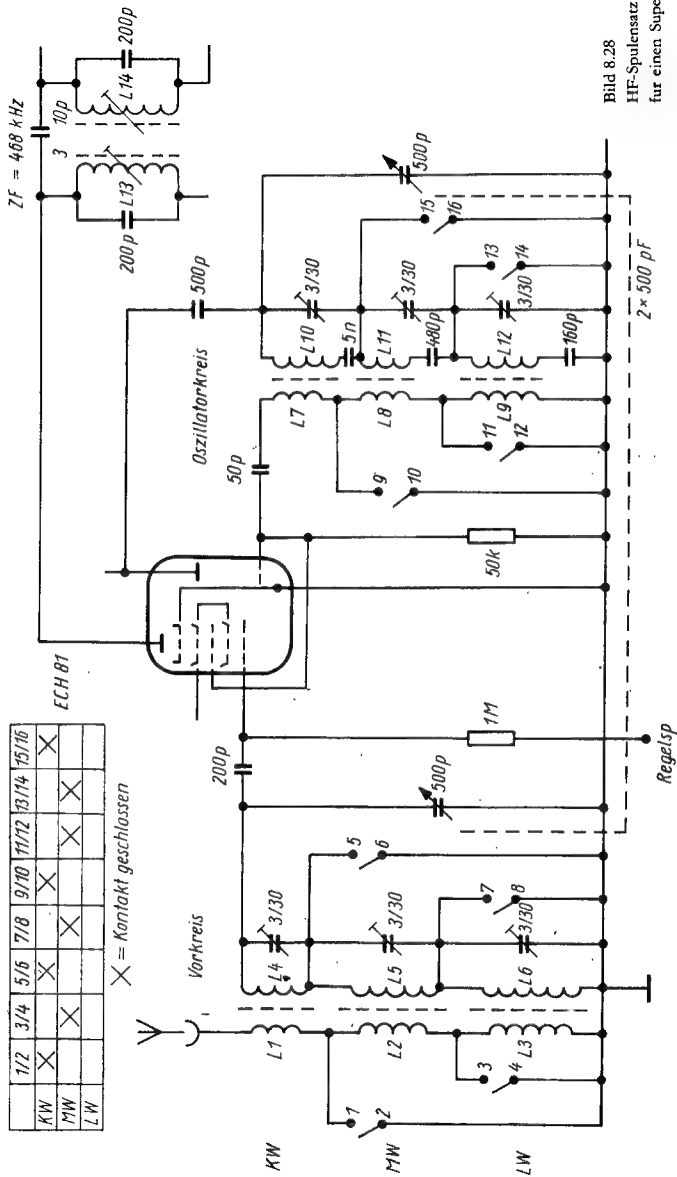 1/2 3/4 5/6 7/8 9/10 11/12 13/14 15/16
KW X X X X
MW X X X X
LW
X = Kontakt geschlossen
ECH 81
ZF = 468 kHz
3
10p
200p
L13
L14
200p
Vorkreis
Oszillatorkreis
200p
50p
500p
KW
MW
LW
L1
L2
L3
L4
L5
L6
3/30
3/30
3/30
1
2
3
4
5
6
7
8
500p
1M
Regelsp
50k
9
10
11
12
L7
L8
L9
L10
5n
L11
480p
L12
160p
3/30
3/30
3/30
13
14
15
16
500p
2 × 500 pF
Bild 8.28
HF-Spulensatz
fur einen Supe